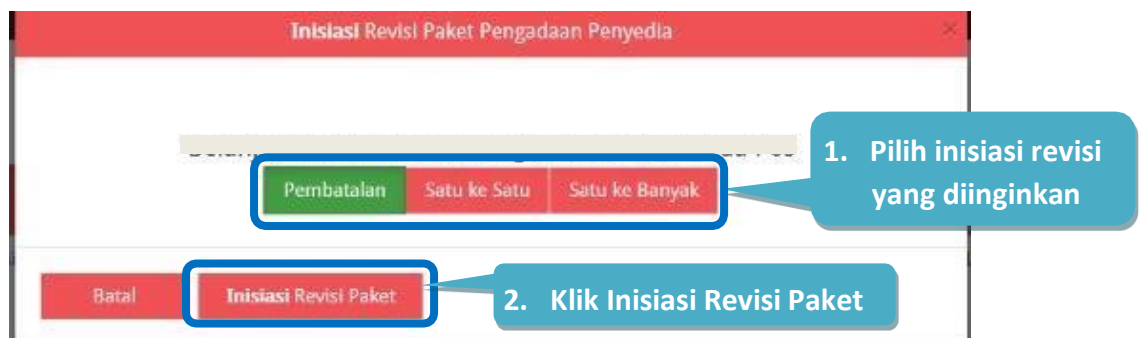 Inisiasi Revisi Paket Pengadaan Penyedia ×
1. Pilih inisiasi revisi
yang diinginkan
Pembatalan Satu ke Satu Satu ke Banyak
Batal Inisiasi Revisi Paket
2. Klik Inisiasi Revisi Paket